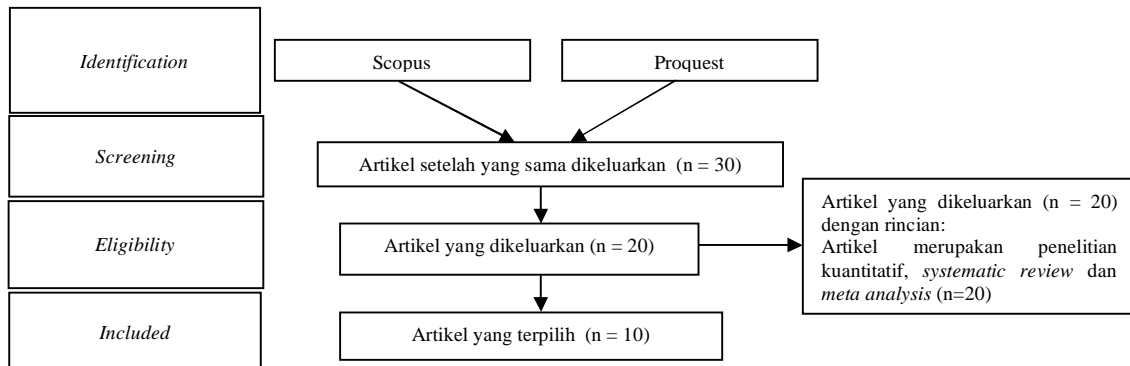 Identification
Scopus
Proquest
Screening
Artikel setelah yang sama dikeluarkan (n = 30)
Eligibility
Artikel yang dikeluarkan (n = 20)
Artikel yang dikeluarkan (n = 20)
dengan rincian:
Artikel merupakan penelitian
kuantitatif, systematic review dan
meta analysis (n=20)
Included
Artikel yang terpilih (n = 10)